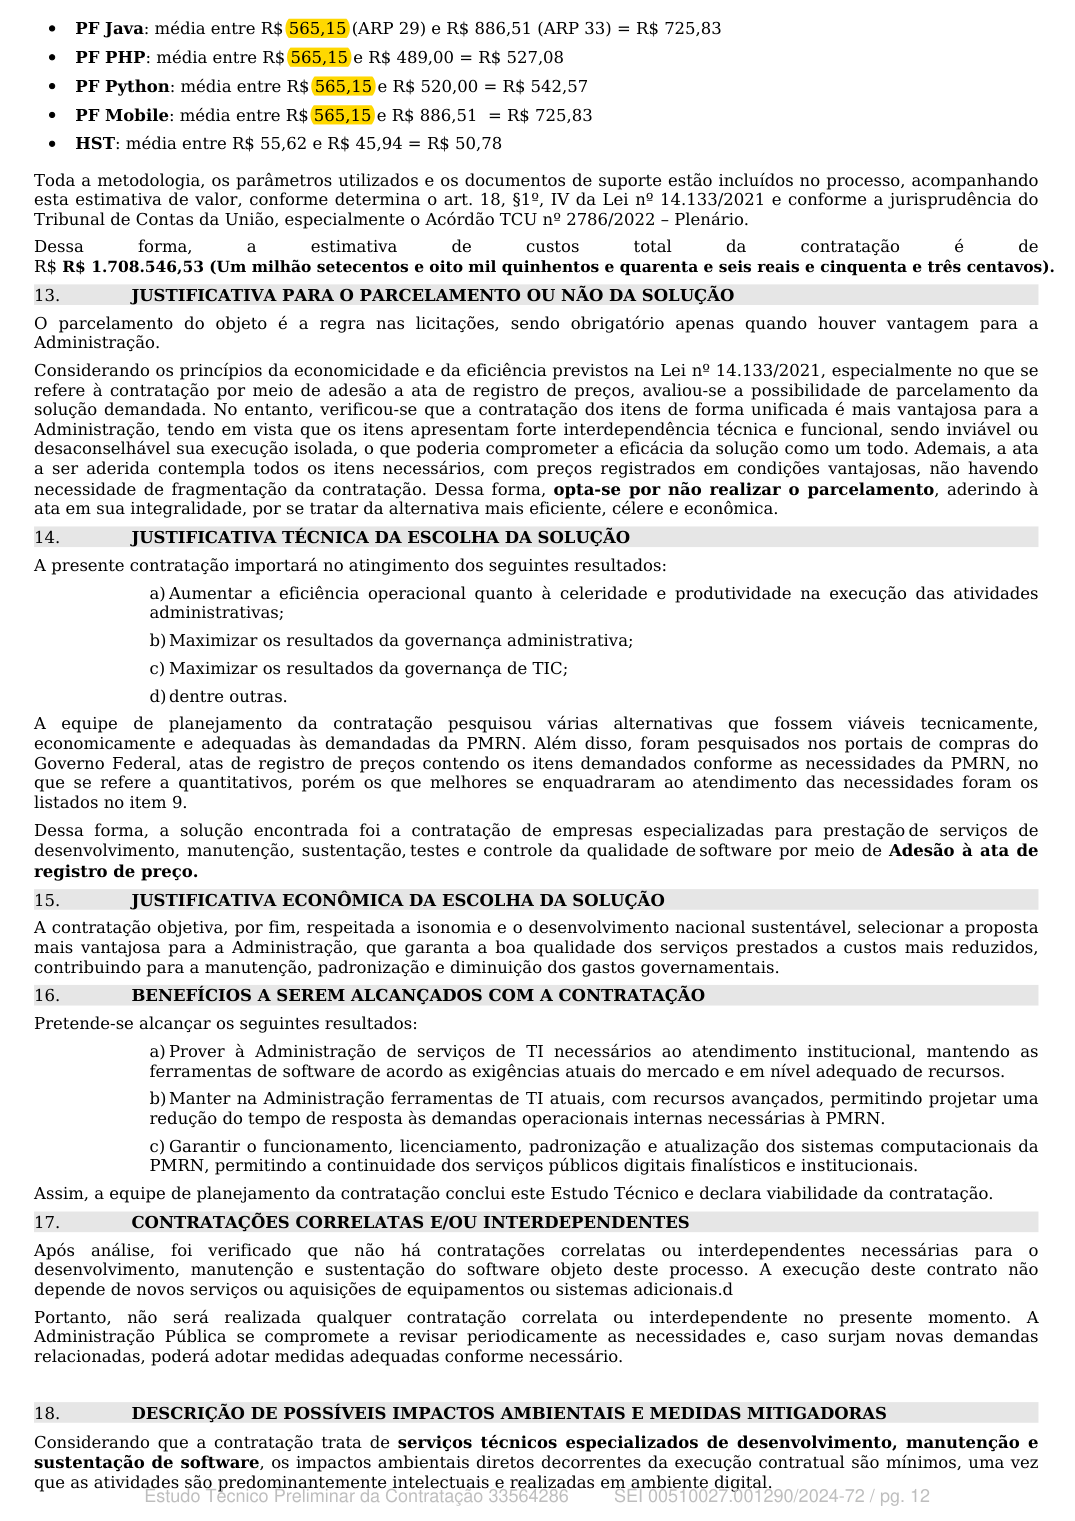 • PF Java: média entre R$ 565,15 (ARP 29) e R$ 886,51 (ARP 33) = R$ 725,83
• PF PHP: média entre R$ 565,15 e R$ 489,00 = R$ 527,08
• PF Python: média entre R$ 565,15 e R$ 520,00 = R$ 542,57
• PF Mobile: média entre R$ 565,15 e R$ 886,51 = R$ 725,83
• HST: média entre R$ 55,62 e R$ 45,94 = R$ 50,78
Toda a metodologia, os parâmetros utilizados e os documentos de suporte estão incluídos no processo, acompanhando
esta estimativa de valor, conforme determina o art. 18, §1º, IV da Lei nº 14.133/2021 e conforme a jurisprudência do
Tribunal de Contas da União, especialmente o Acórdão TCU nº 2786/2022 – Plenário.
Dessa forma, a estimativa de custos total da contratação é de
R$ R$ 1.708.546,53 (Um milhão setecentos e oito mil quinhentos e quarenta e seis reais e cinquenta e três centavos).
13. JUSTIFICATIVA PARA O PARCELAMENTO OU NÃO DA SOLUÇÃO
O parcelamento do objeto é a regra nas licitações, sendo obrigatório apenas quando houver vantagem para a
Administração.
Considerando os princípios da economicidade e da eficiência previstos na Lei nº 14.133/2021, especialmente no que se
refere à contratação por meio de adesão a ata de registro de preços, avaliou-se a possibilidade de parcelamento da
solução demandada. No entanto, verificou-se que a contratação dos itens de forma unificada é mais vantajosa para a
Administração, tendo em vista que os itens apresentam forte interdependência técnica e funcional, sendo inviável ou
desaconselhável sua execução isolada, o que poderia comprometer a eficácia da solução como um todo. Ademais, a ata
a ser aderida contempla todos os itens necessários, com preços registrados em condições vantajosas, não havendo
necessidade de fragmentação da contratação. Dessa forma, opta-se por não realizar o parcelamento, aderindo à
ata em sua integralidade, por se tratar da alternativa mais eficiente, célere e econômica.
14. JUSTIFICATIVA TÉCNICA DA ESCOLHA DA SOLUÇÃO
A presente contratação importará no atingimento dos seguintes resultados:
a) Aumentar a eficiência operacional quanto à celeridade e produtividade na execução das atividades
administrativas;
b) Maximizar os resultados da governança administrativa;
c) Maximizar os resultados da governança de TIC;
d) dentre outras.
A equipe de planejamento da contratação pesquisou várias alternativas que fossem viáveis tecnicamente,
economicamente e adequadas às demandadas da PMRN. Além disso, foram pesquisados nos portais de compras do
Governo Federal, atas de registro de preços contendo os itens demandados conforme as necessidades da PMRN, no
que se refere a quantitativos, porém os que melhores se enquadraram ao atendimento das necessidades foram os
listados no item 9.
Dessa forma, a solução encontrada foi a contratação de empresas especializadas para prestação de serviços de
desenvolvimento, manutenção, sustentação, testes e controle da qualidade de software por meio de Adesão à ata de
registro de preço.
15. JUSTIFICATIVA ECONÔMICA DA ESCOLHA DA SOLUÇÃO
A contratação objetiva, por fim, respeitada a isonomia e o desenvolvimento nacional sustentável, selecionar a proposta
mais vantajosa para a Administração, que garanta a boa qualidade dos serviços prestados a custos mais reduzidos,
contribuindo para a manutenção, padronização e diminuição dos gastos governamentais.
16. BENEFÍCIOS A SEREM ALCANÇADOS COM A CONTRATAÇÃO
Pretende-se alcançar os seguintes resultados:
a) Prover à Administração de serviços de TI necessários ao atendimento institucional, mantendo as
ferramentas de software de acordo as exigências atuais do mercado e em nível adequado de recursos.
b) Manter na Administração ferramentas de TI atuais, com recursos avançados, permitindo projetar uma
redução do tempo de resposta às demandas operacionais internas necessárias à PMRN.
c) Garantir o funcionamento, licenciamento, padronização e atualização dos sistemas computacionais da
PMRN, permitindo a continuidade dos serviços públicos digitais finalísticos e institucionais.
Assim, a equipe de planejamento da contratação conclui este Estudo Técnico e declara viabilidade da contratação.
17. CONTRATAÇÕES CORRELATAS E/OU INTERDEPENDENTES
Após análise, foi verificado que não há contratações correlatas ou interdependentes necessárias para o
desenvolvimento, manutenção e sustentação do software objeto deste processo. A execução deste contrato não
depende de novos serviços ou aquisições de equipamentos ou sistemas adicionais.d
Portanto, não será realizada qualquer contratação correlata ou interdependente no presente momento. A
Administração Pública se compromete a revisar periodicamente as necessidades e, caso surjam novas demandas
relacionadas, poderá adotar medidas adequadas conforme necessário.
18. DESCRIÇÃO DE POSSÍVEIS IMPACTOS AMBIENTAIS E MEDIDAS MITIGADORAS
Considerando que a contratação trata de serviços técnicos especializados de desenvolvimento, manutenção e
sustentação de software, os impactos ambientais diretos decorrentes da execução contratual são mínimos, uma vez
que as atividades são predominantemente intelectuais e realizadas em ambiente digital.
Estudo Técnico Preliminar da Contratação 33564286 SEI 00510027.001290/2024-72 / pg. 12